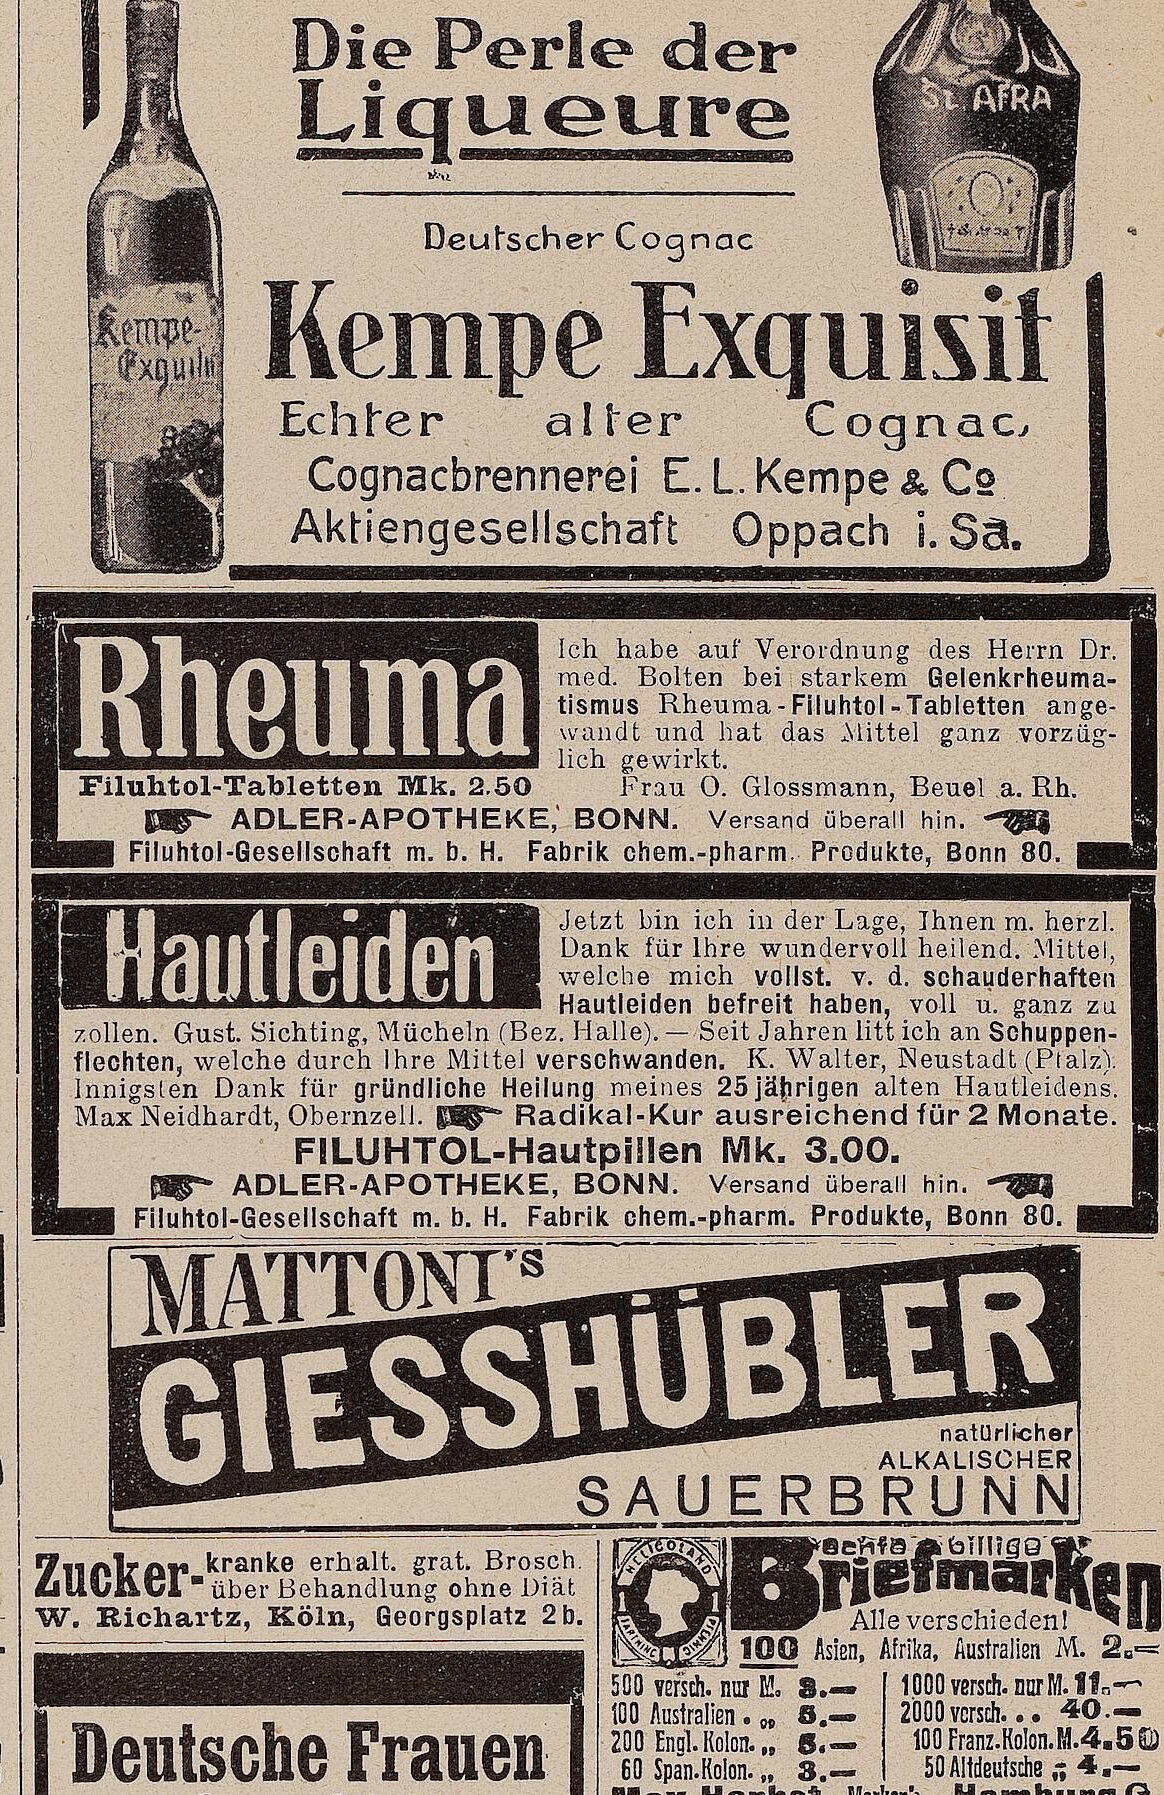 Die Perle der
Liqueure
St. AFRA
Deutscher Cognac
Kempe-
Exquisit
Kempe Exquisit
Echter alter Cognac,
Cognacbrennerei E. L. Kempe & Co
Aktiengesellschaft Oppach i. Sa.
Rheuma
Filuhtol-Tabletten Mk. 2.50
Ich habe auf Verordnung des Herrn Dr.
med. Bolten bei starkem Gelenkrheuma-
tismus Rheuma-Filuhtol-Tabletten ange-
wandt und hat das Mittel ganz vorzüg-
lich gewirkt.
Frau O. Glossmann, Beuel a. Rh.
ADLER-APOTHEKE, BONN. Versand überall hin.
Filuhtol-Gesellschaft m. b. H. Fabrik chem.-pharm. Produkte, Bonn 80.
Hautleiden
Jetzt bin ich in der Lage, Ihnen m. herzl.
Dank für Ihre wundervoll heilend. Mittel,
welche mich vollst. v. d. schauderhaften
Hautleiden befreit haben, voll u. ganz zu
zollen. Gust. Sichting, Mücheln (Bez. Halle). — Seit Jahren litt ich an Schuppen-
flechten, welche durch Ihre Mittel verschwanden. K. Walter, Neustadt (Pfalz).
Innigsten Dank für gründliche Heilung meines 25jährigen alten Hautleidens.
Max Neidhardt, Obernzell. Radikal-Kur ausreichend für 2 Monate.
FILUHTOL-Hautpillen Mk. 3.00.
ADLER-APOTHEKE, BONN. Versand überall hin.
Filuhtol-Gesellschaft m. b. H. Fabrik chem.-pharm. Produkte, Bonn 80.
MATTONI'S
GIESSHÜBLER
natürlicher
ALKALISCHER
SAUERBRUNN
Zucker-kranke erhalt. grat. Brosch.
über Behandlung ohne Diät
W. Richartz, Köln, Georgsplatz 2b.
Deutsche Frauen
HELIGOLAND
echte billige
Briefmarken
Alle verschieden!
100 Asien, Afrika, Australien M. 2.—
500 versch. nur M. 3.—
100 Australien . „ 5.—
200 Engl. Kolon. „ 5.—
60 Span. Kolon. „ 3.—
1000 versch. nur M. 11.—
2000 versch. . . 40.—
100 Franz. Kolon. M. 4.50
50 Altdeutsche „ 4.—
Max Herbst, Hamburg G